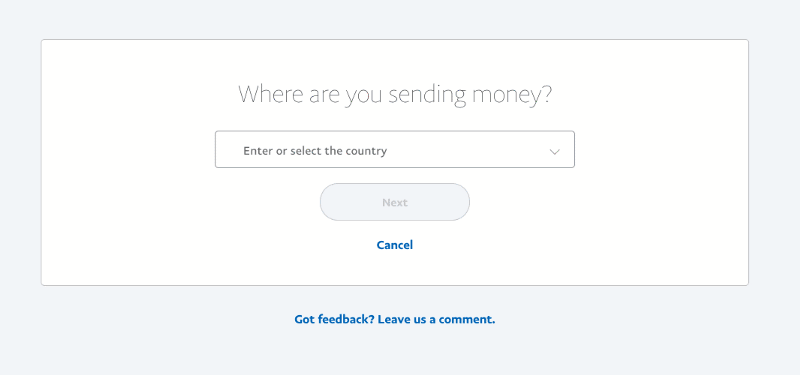 Where are you sending money?
Enter or select the country
Next
Cancel
Got feedback? Leave us a comment.